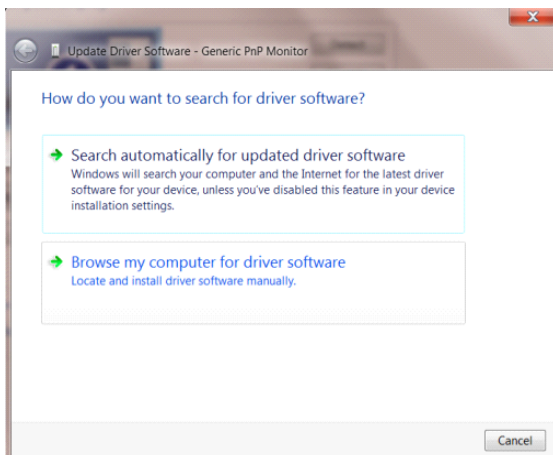 Update Driver Software - Generic PnP Monitor
How do you want to search for driver software?
Search automatically for updated driver software
Windows will search your computer and the Internet for the latest driver
software for your device, unless you've disabled this feature in your device
installation settings.
Browse my computer for driver software
Locate and install driver software manually.
Cancel